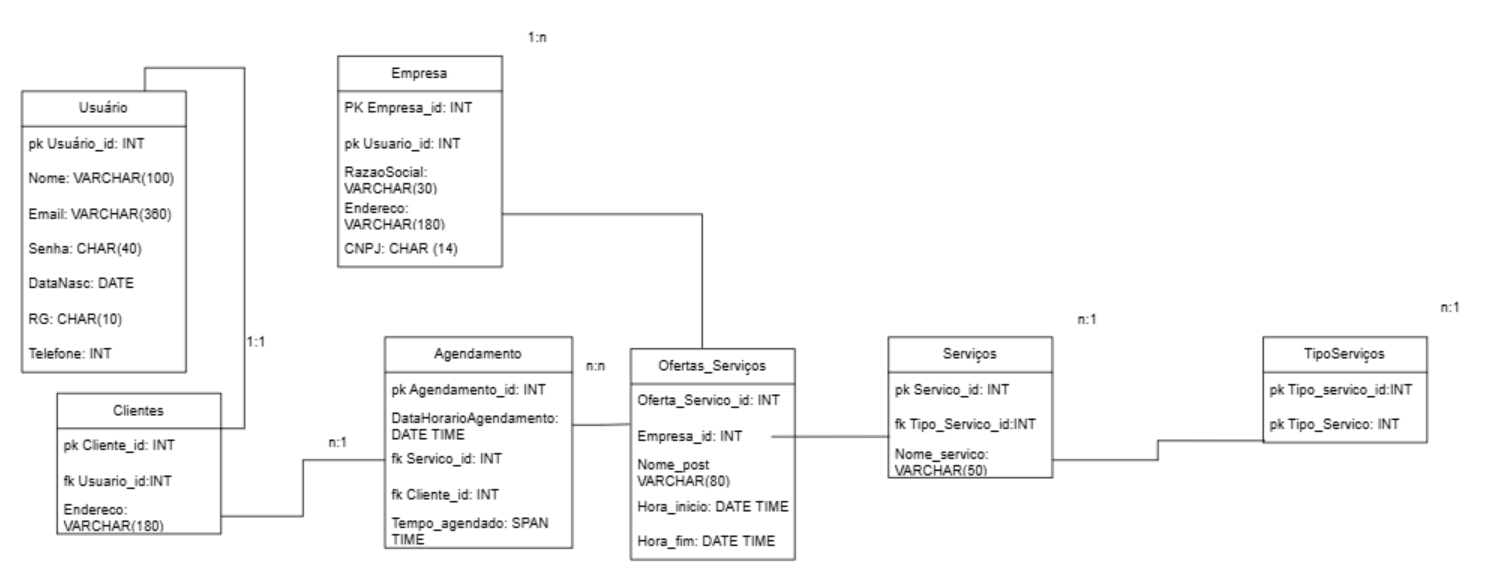 1:n
Empresa
PK Empresa_id: INT
pk Usuario_id: INT
RazaoSocial:
VARCHAR(30)
Endereco:
VARCHAR(180)
CNPJ: CHAR (14)
Usuário
pk Usuário_id: INT
Nome: VARCHAR(100)
Email: VARCHAR(360)
Senha: CHAR(40)
DataNasc: DATE
RG: CHAR(10)
Telefone: INT
1:1
Clientes
pk Cliente_id: INT
fk Usuario_id:INT
Endereco:
VARCHAR(180)
n:1
Agendamento
pk Agendamento_id: INT
DataHorarioAgendamento:
DATE TIME
fk Servico_id: INT
fk Cliente_id: INT
Tempo_agendado: SPAN
TIME
n:n
Ofertas_Serviços
Oferta_Servico_id: INT
Empresa_id: INT
Nome_post
VARCHAR(80)
Hora_inicio: DATE TIME
Hora_fim: DATE TIME
n:1
Serviços
pk Servico_id: INT
fk Tipo_Servico_id:INT
Nome_servico:
VARCHAR(50)
n:1
TipoServiços
pk Tipo_servico_id:INT
pk Tipo_Servico: INT